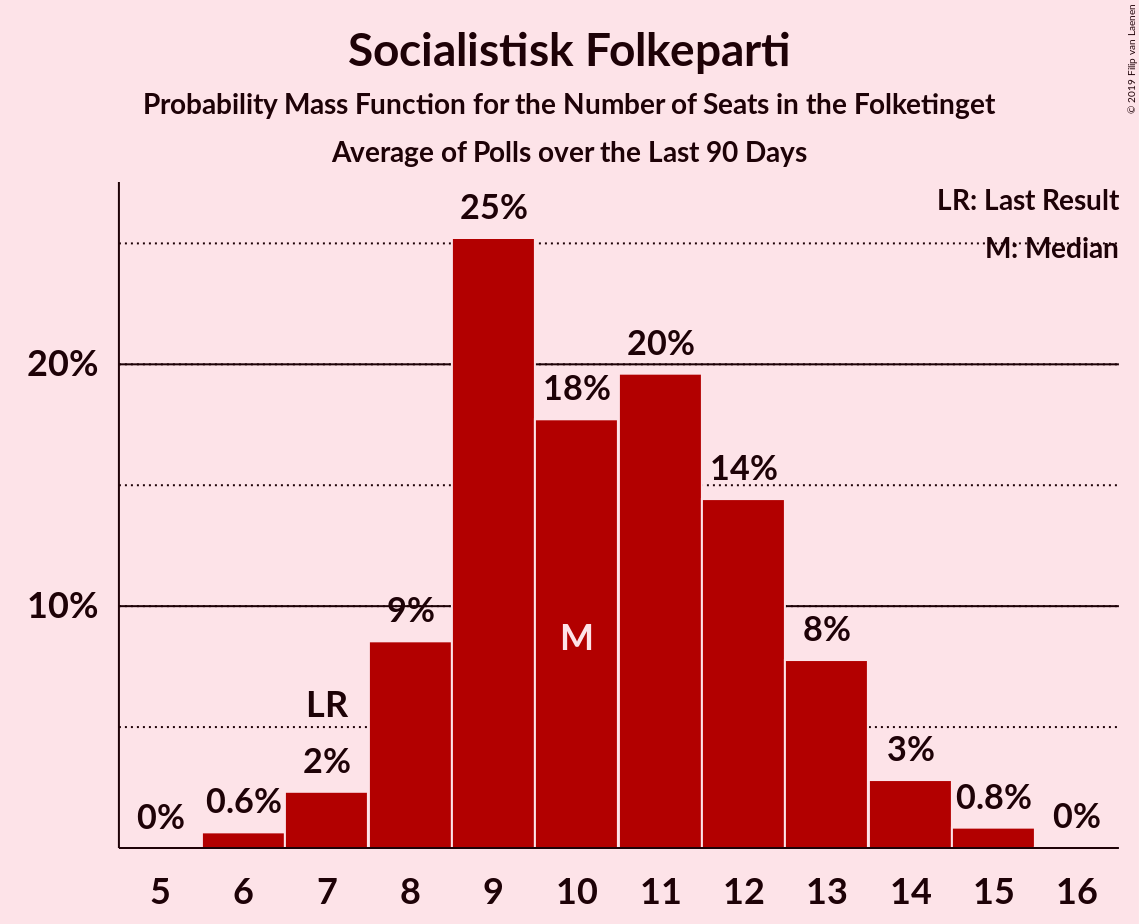 Socialistisk Folkeparti
Probability Mass Function for the Number of Seats in the Folketinget
Average of Polls over the Last 90 Days
© 2019 Filip van Laenen
LR: Last Result
M: Median
25%
20%
20%
18%
14%
10%
9%
8%
M
LR
2%
3%
0%
0.6%
0.8%
0%
5 6 7 8 9 10 11 12 13 14 15 16